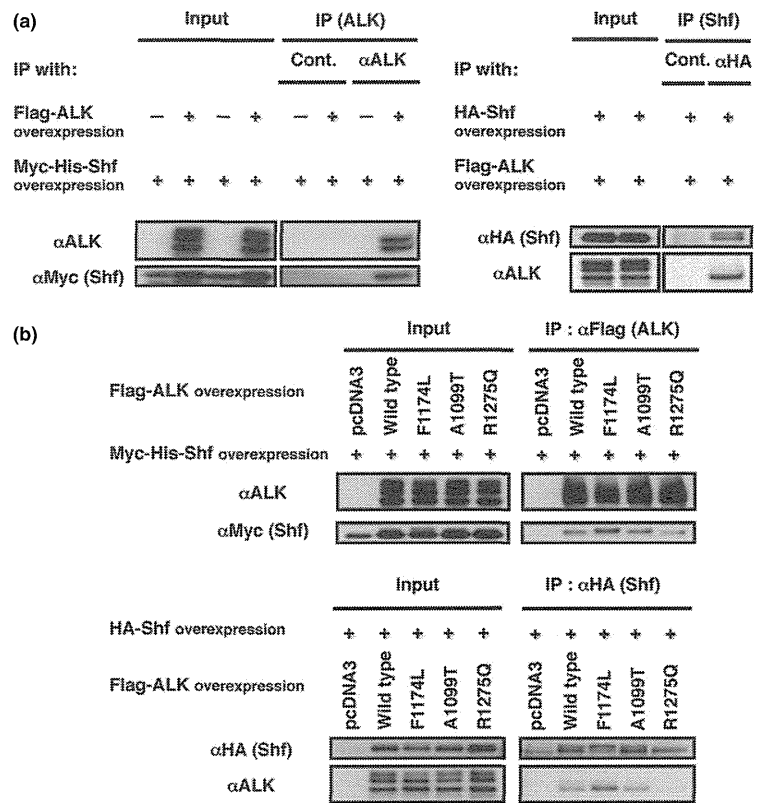 (a)
Input IP (ALK) Input IP (Shf)
IP with: Cont. αALK IP with: Cont. αHA
Flag-ALK overexpression − + − + − + − + HA-Shf overexpression + + + +
Myc-His-Shf overexpression + + + + + + + + Flag-ALK overexpression + + + +
αALK αHA (Shf)
αMyc (Shf) αALK
(b)
Input IP : αFlag (ALK)
Flag-ALK overexpression pcDNA3 Wild type F1174L A1099T R1275Q pcDNA3 Wild type F1174L A1099T R1275Q
Myc-His-Shf overexpression + + + + + + + + + +
αALK
αMyc (Shf)
Input IP : αHA (Shf)
HA-Shf overexpression + + + + + + + + + +
Flag-ALK overexpression pcDNA3 Wild type F1174L A1099T R1275Q pcDNA3 Wild type F1174L A1099T R1275Q
αHA (Shf)
αALK